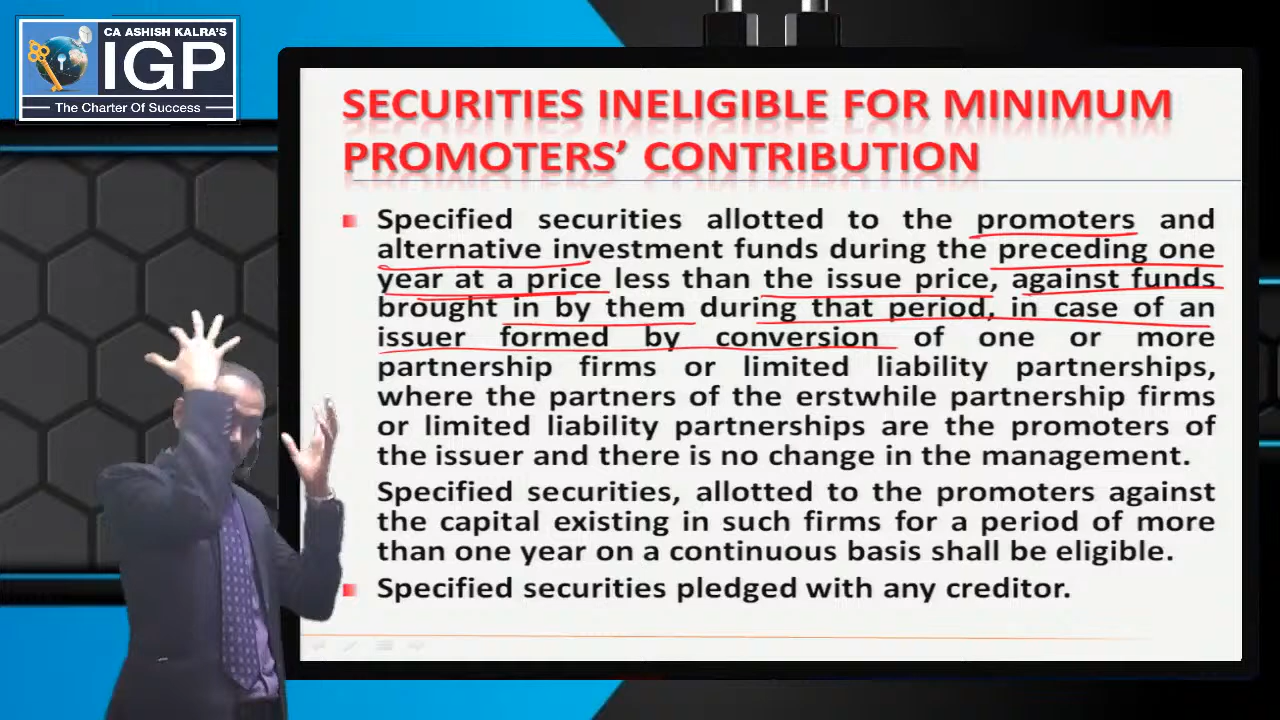 CA ASHISH KALRA'S
IGP
The Charter Of Success
SECURITIES INELIGIBLE FOR MINIMUM
PROMOTERS' CONTRIBUTION
Specified securities allotted to the promoters and
alternative investment funds during the preceding one
year at a price less than the issue price, against funds
brought in by them during that period, in case of an
issuer formed by conversion of one or more
partnership firms or limited liability partnerships,
where the partners of the erstwhile partnership firms
or limited liability partnerships are the promoters of
the issuer and there is no change in the management.
Specified securities, allotted to the promoters against
the capital existing in such firms for a period of more
than one year on a continuous basis shall be eligible.
Specified securities pledged with any creditor.